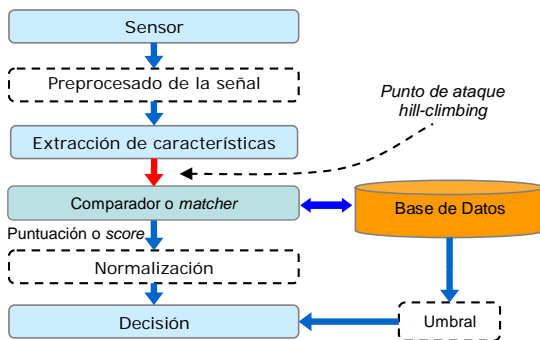 Sensor
Preprocesado de la señal
Punto de ataque
hill-climbing
Extracción de características
Comparador o matcher
Base de Datos
Puntuación o score
Normalización
Decisión
Umbral